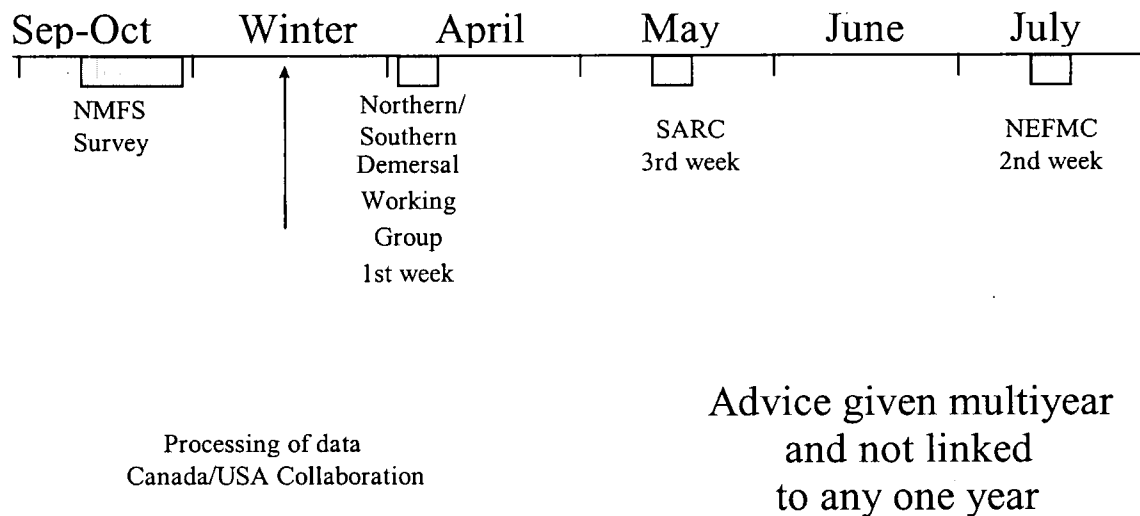 Sep-Oct Winter April May June July
NMFS
Survey
Northern/
Southern
Demersal
Working
Group
1st week
SARC
3rd week
NEFMC
2nd week
Processing of data
Canada/USA Collaboration
Advice given multiyear
and not linked
to any one year